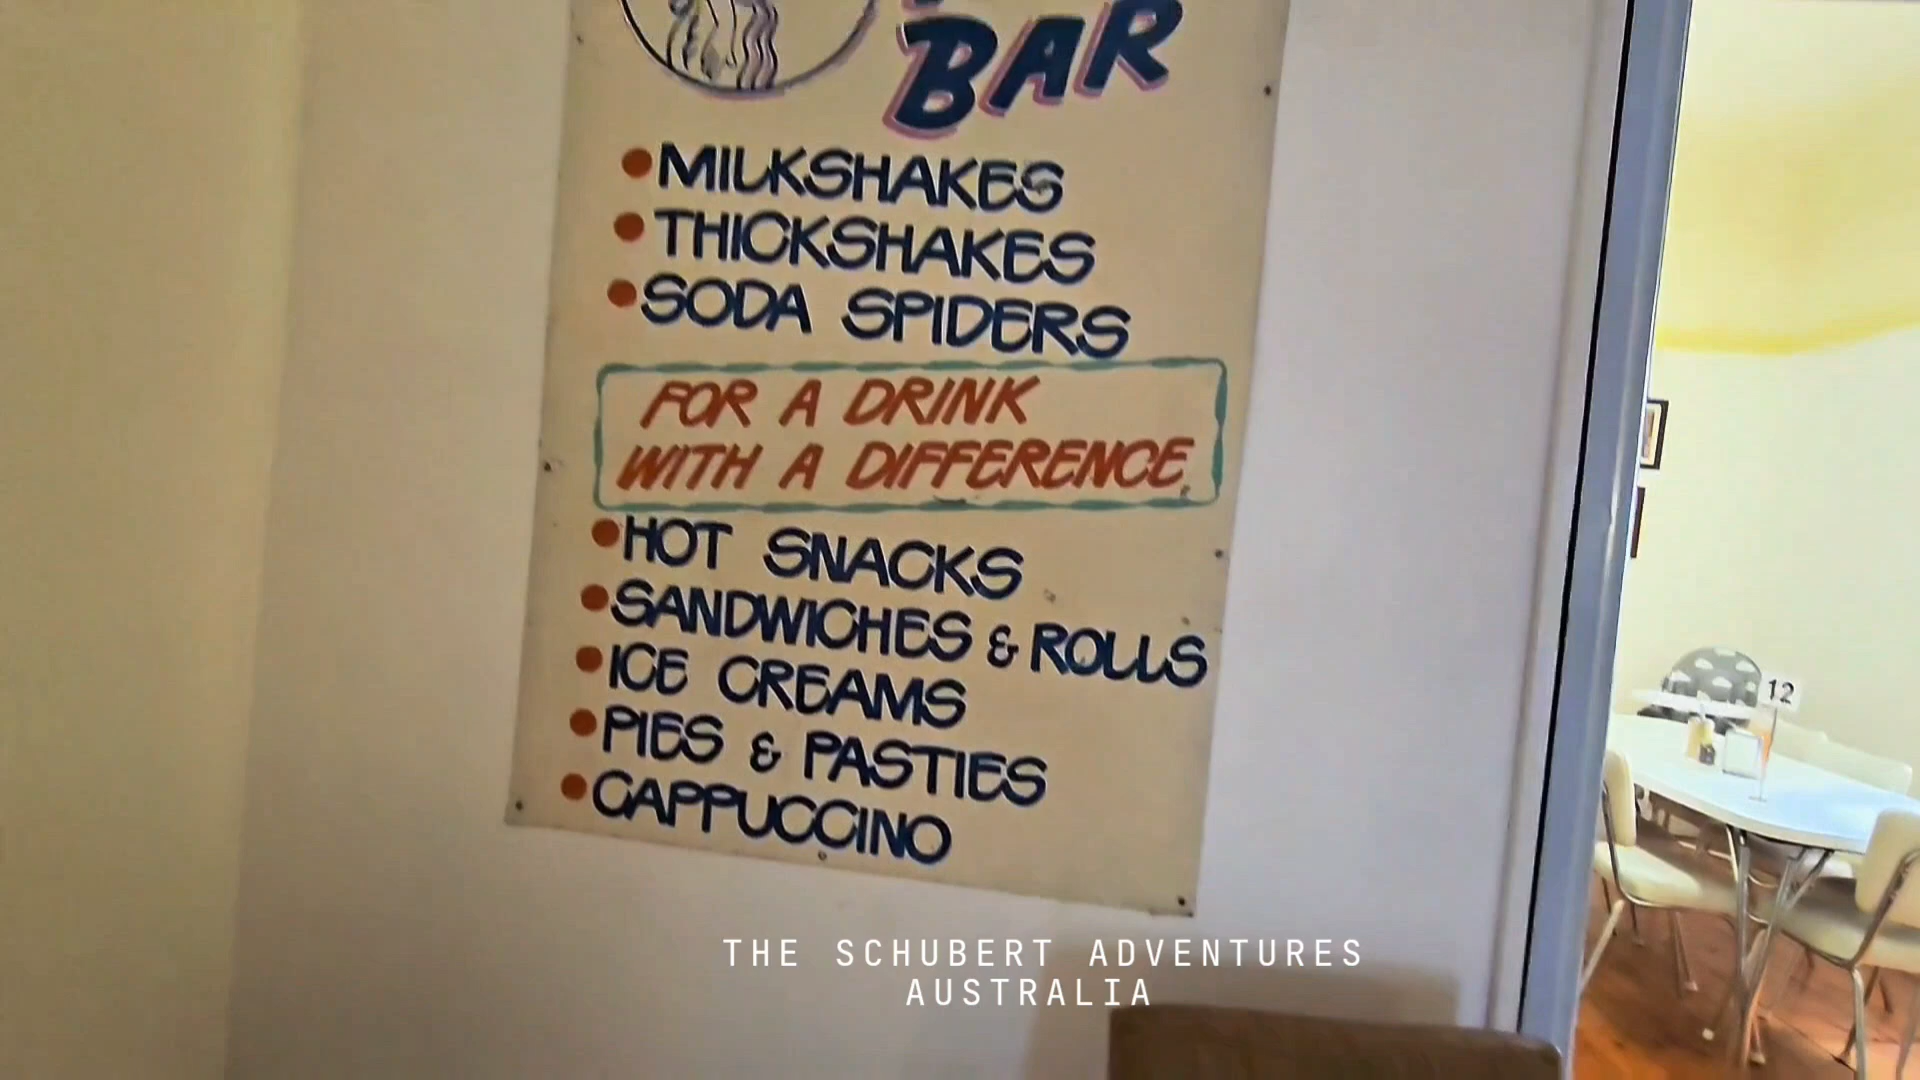 BAR
MILKSHAKES
THICKSHAKES
SODA SPIDERS
FOR A DRINK
WITH A DIFFERENCE
HOT SNACKS
SANDWICHES & ROLLS
ICE CREAMS
PIES & PASTIES
CAPPUCCINO
12
THE SCHUBERT ADVENTURES
AUSTRALIA